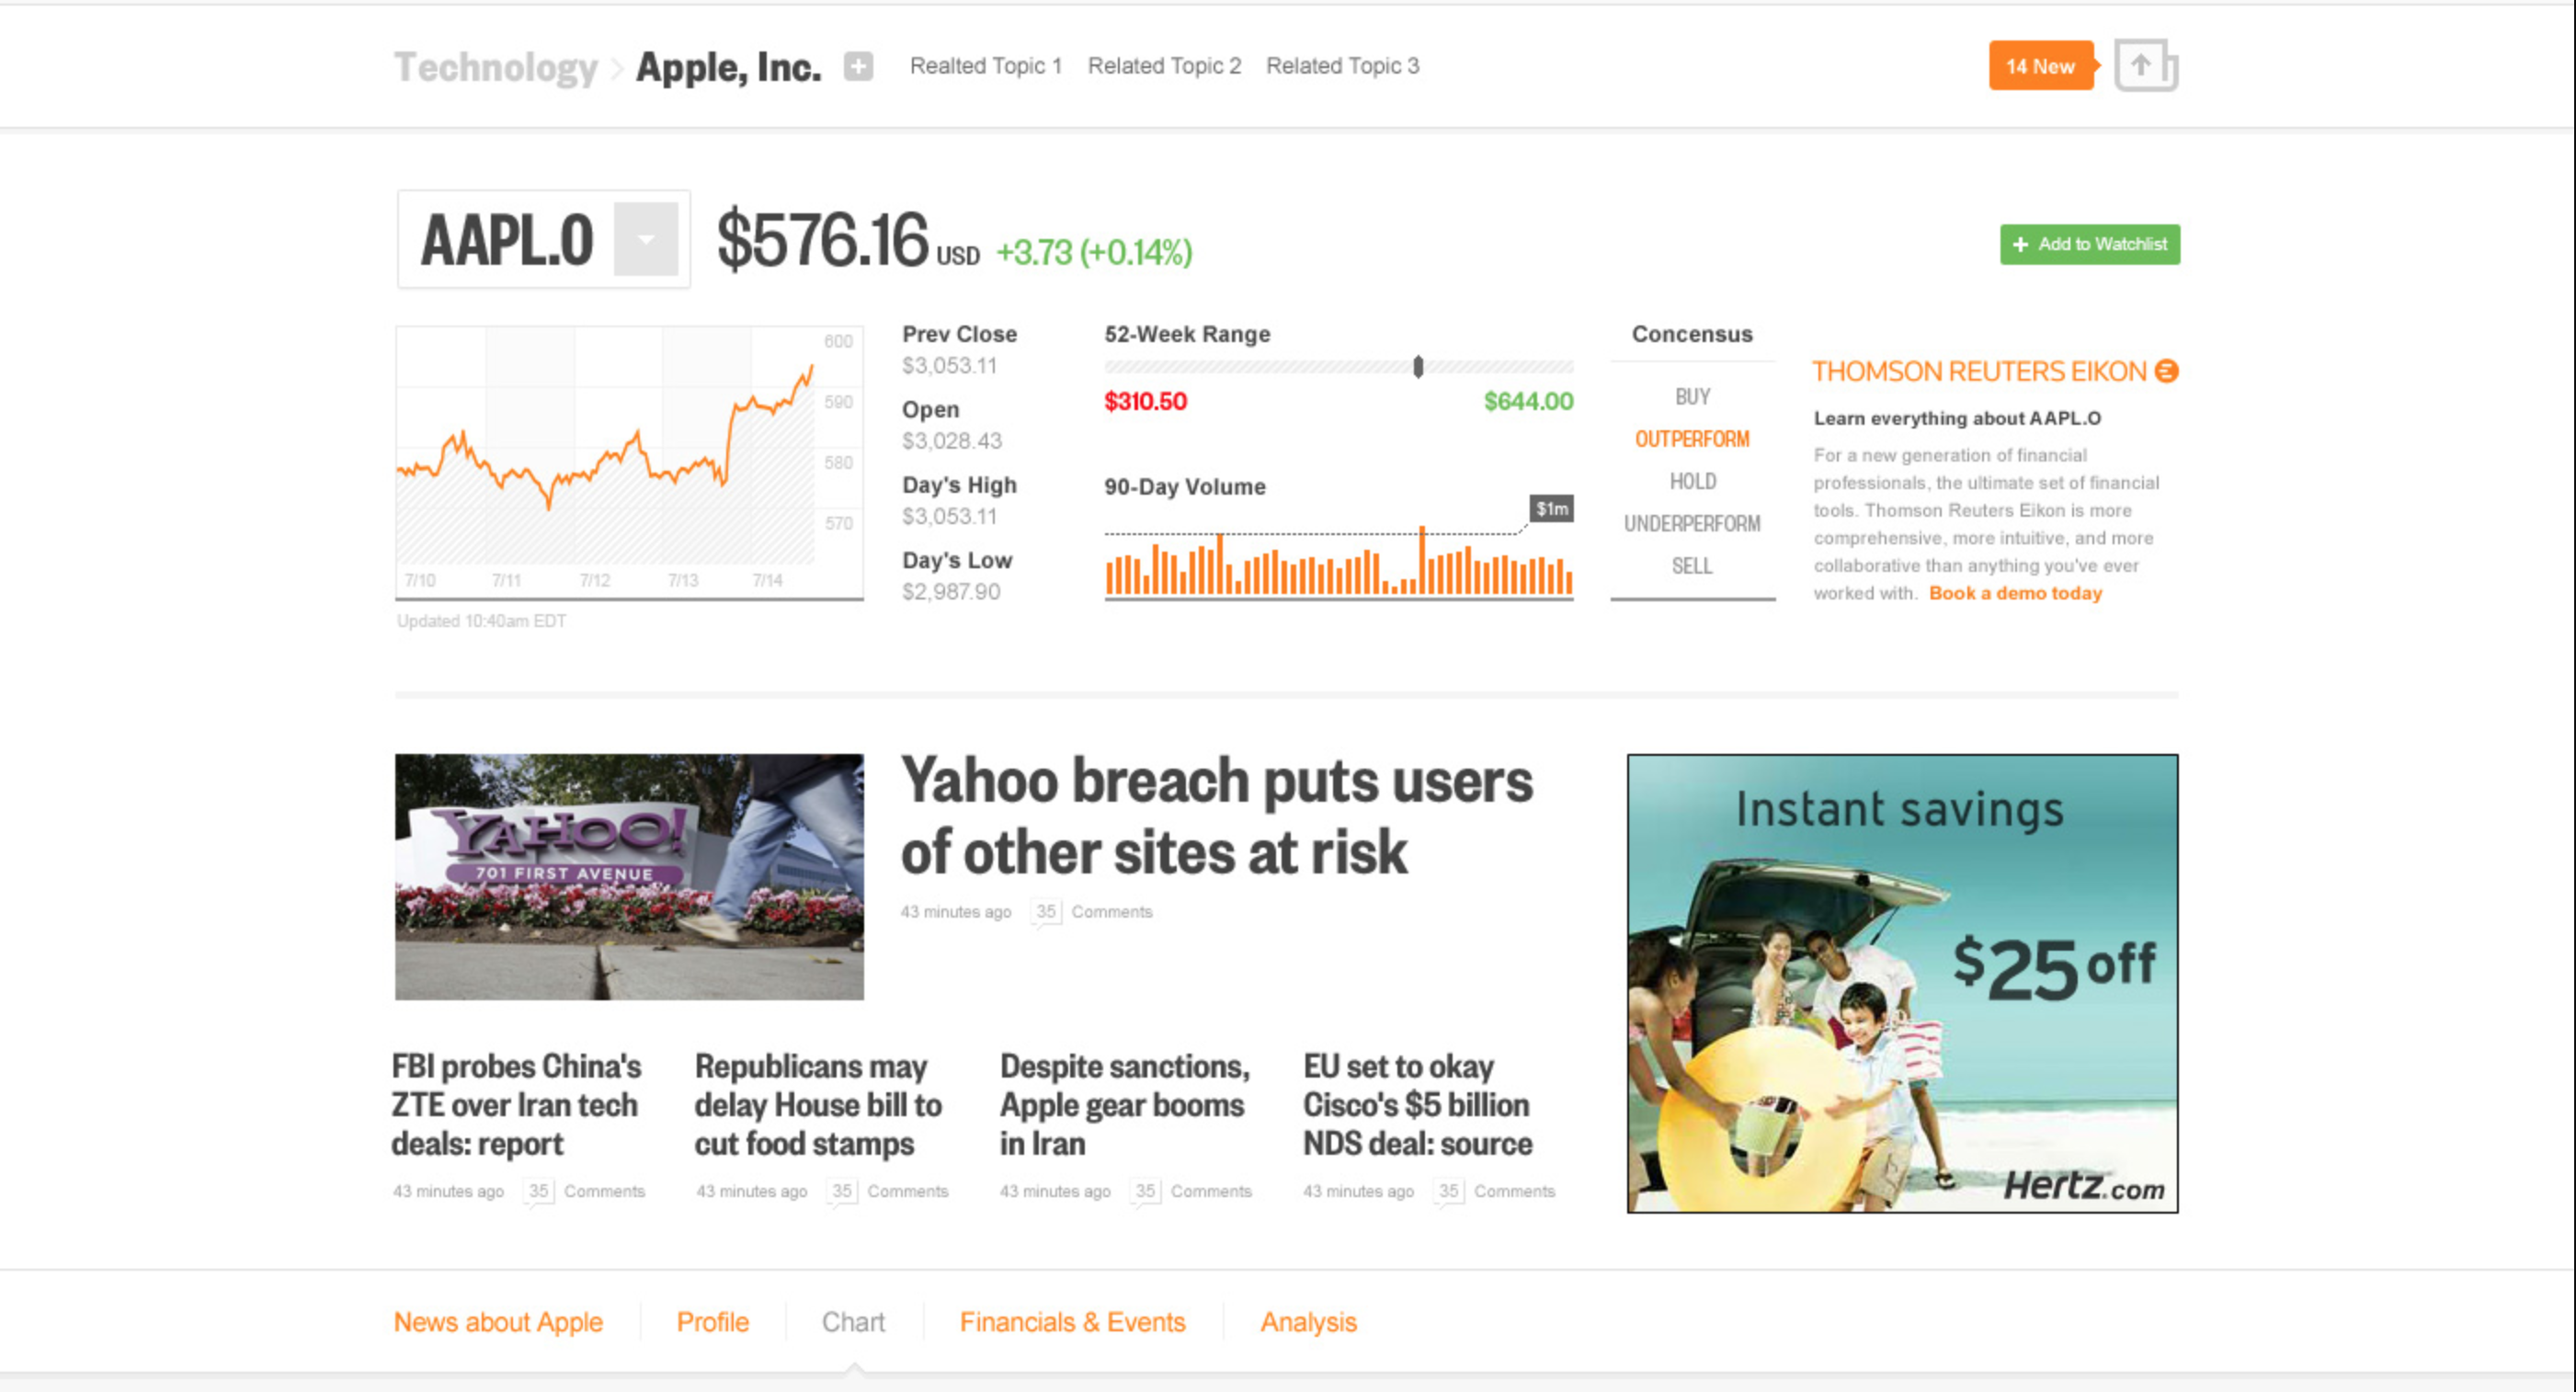 Technology > Apple, Inc. + Realted Topic 1 Related Topic 2 Related Topic 3
14 New
AAPL.O
$576.16 USD +3.73 (+0.14%)
+ Add to Watchlist
600
590
580
570
7/10 7/11 7/12 7/13 7/14
Updated 10:40am EDT
Prev Close
$3,053.11
Open
$3,028.43
Day's High
$3,053.11
Day's Low
$2,987.90
52-Week Range
$310.50 $644.00
90-Day Volume
$1m
Concensus
BUY
OUTPERFORM
HOLD
UNDERPERFORM
SELL
THOMSON REUTERS EIKON
Learn everything about AAPL.O
For a new generation of financial
professionals, the ultimate set of financial
tools. Thomson Reuters Eikon is more
comprehensive, more intuitive, and more
collaborative than anything you've ever
worked with. Book a demo today
YAHOO!
701 FIRST AVENUE
Yahoo breach puts users
of other sites at risk
43 minutes ago 35 Comments
FBI probes China's
ZTE over Iran tech
deals: report
43 minutes ago 35 Comments
Republicans may
delay House bill to
cut food stamps
43 minutes ago 35 Comments
Despite sanctions,
Apple gear booms
in Iran
43 minutes ago 35 Comments
EU set to okay
Cisco's $5 billion
NDS deal: source
43 minutes ago 35 Comments
Instant savings
$25 off
Hertz.com
News about Apple Profile Chart Financials & Events Analysis